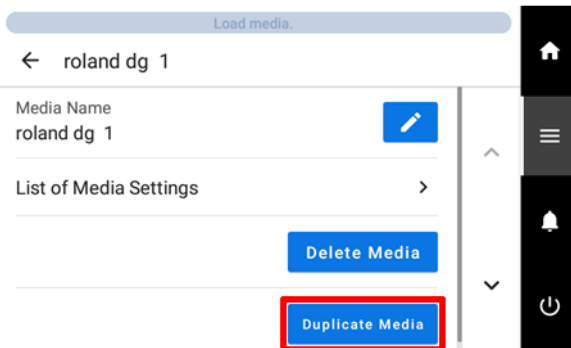 Load media.
roland dg 1
Media Name
roland dg 1
List of Media Settings
Delete Media
Duplicate Media